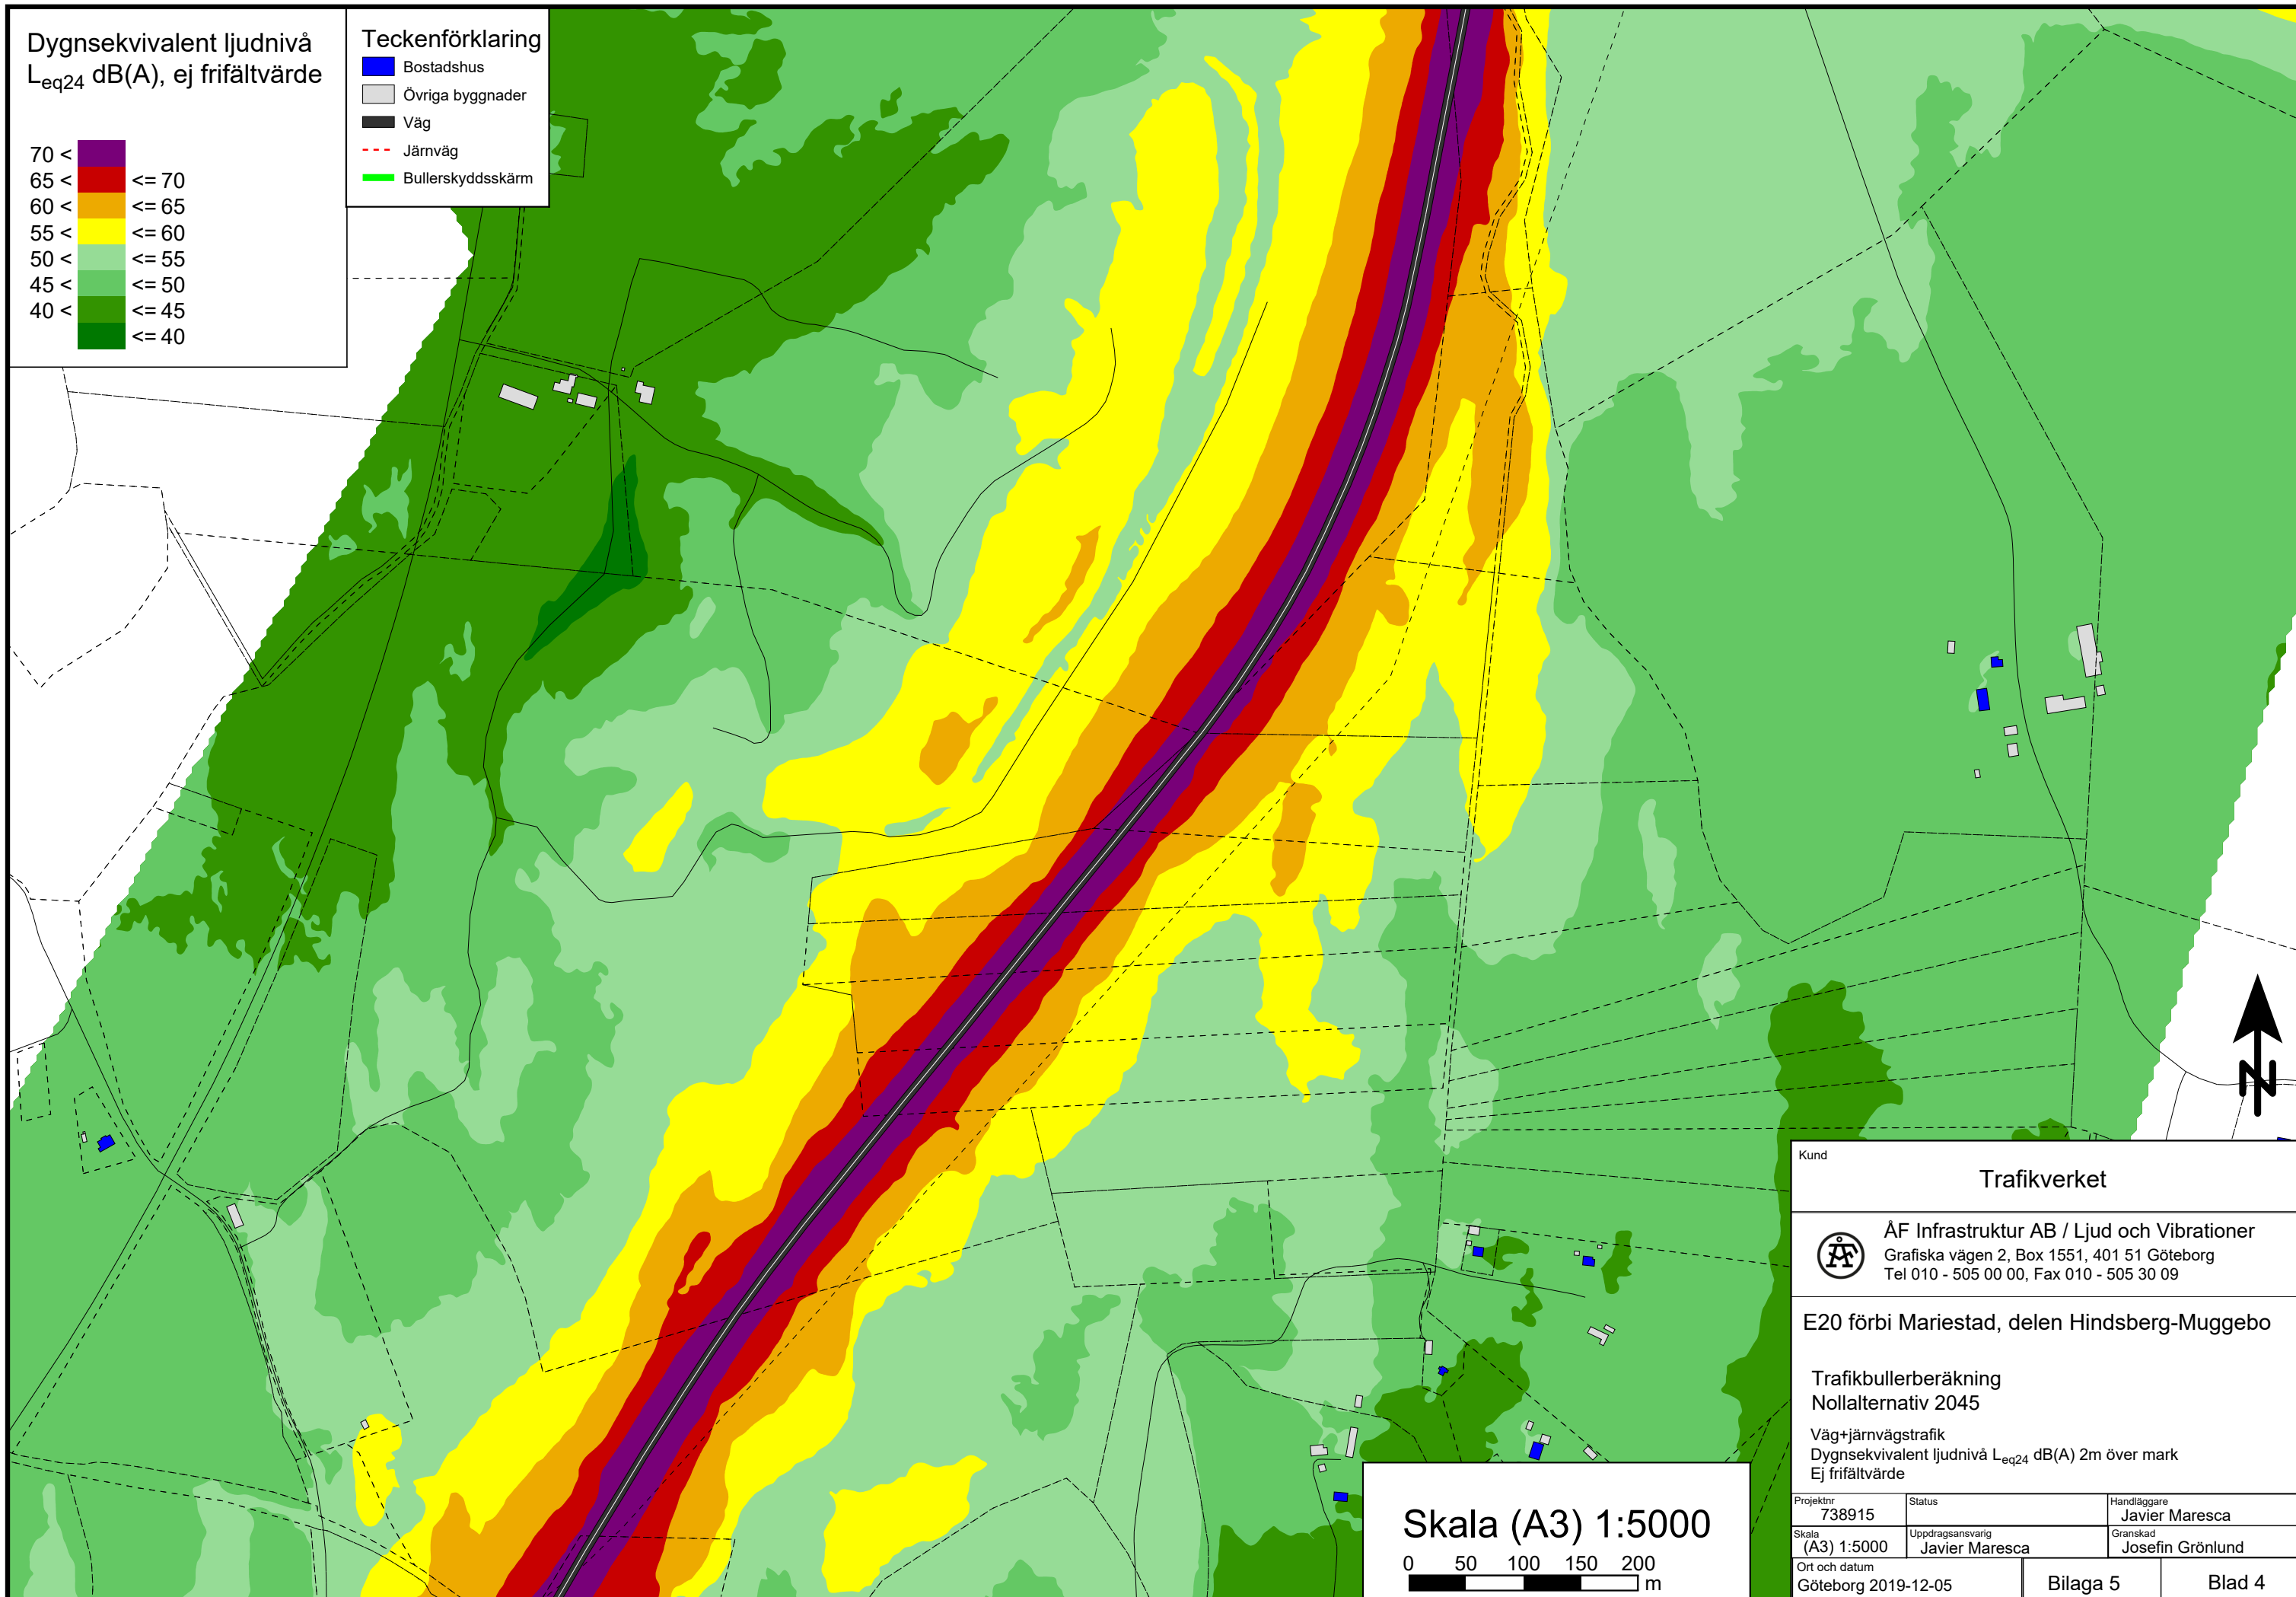 Dygnsekvivalent ljudnivå
Leq24 dB(A), ej frifältvärde
70 <
65 < <= 70
60 < <= 65
55 < <= 60
50 < <= 55
45 < <= 50
40 < <= 45
<= 40
Teckenförklaring
Bostadshus
Övriga byggnader
Väg
Järnväg
Bullerskyddsskärm
N
Skala (A3) 1:5000
0 50 100 150 200
m
Kund
Trafikverket
ÅF
ÅF Infrastruktur AB / Ljud och Vibrationer
Grafiska vägen 2, Box 1551, 401 51 Göteborg
Tel 010 - 505 00 00, Fax 010 - 505 30 09
E20 förbi Mariestad, delen Hindsberg-Muggebo
Trafikbullerberäkning
Nollalternativ 2045
Väg+järnvägstrafik
Dygnsekvivalent ljudnivå Leq24 dB(A) 2m över mark
Ej frifältvärde
Projektnr Status Handläggare
738915 Javier Maresca
Skala Uppdragsansvarig Granskad
(A3) 1:5000 Javier Maresca Josefin Grönlund
Ort och datum
Göteborg 2019-12-05 Bilaga 5 Blad 4